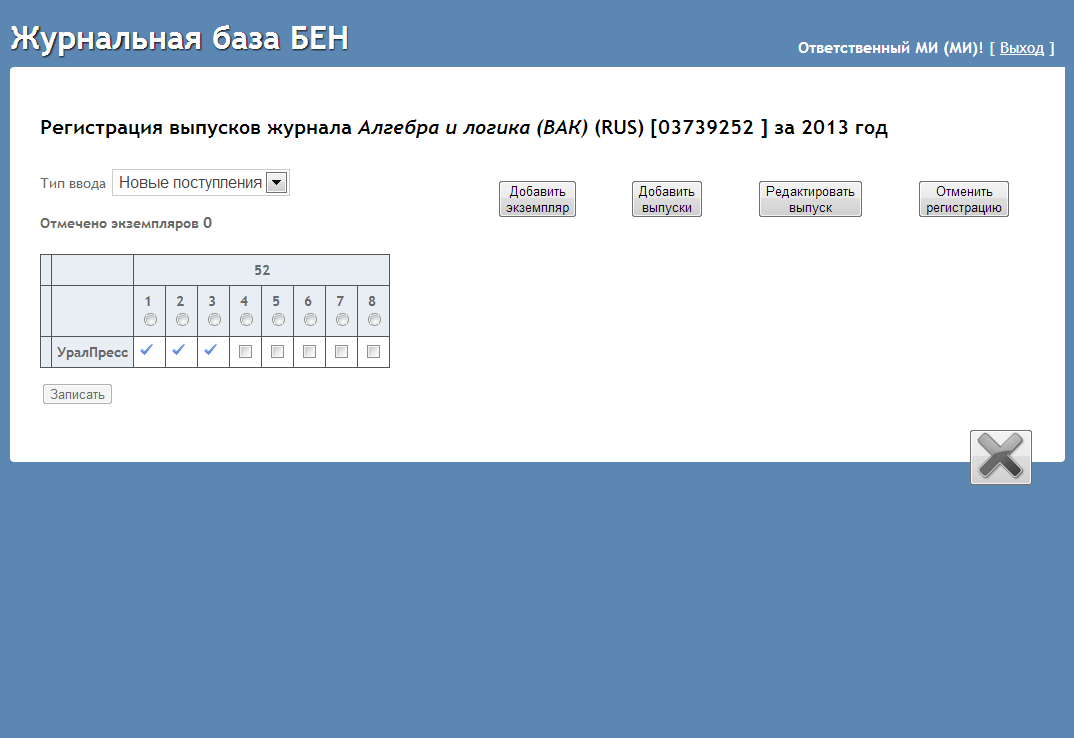 Журнальная база БЕН
Ответственный МИ (МИ)! [ Выход ]
Регистрация выпусков журнала Алгебра и логика (ВАК) (RUS) [03739252 ] за 2013 год
Тип ввода Новые поступления
Добавить экземпляр
Добавить выпуски
Редактировать выпуск
Отменить регистрацию
Отмечено экземпляров 0
52
1 2 3 4 5 6 7 8
УралПресс
Записать